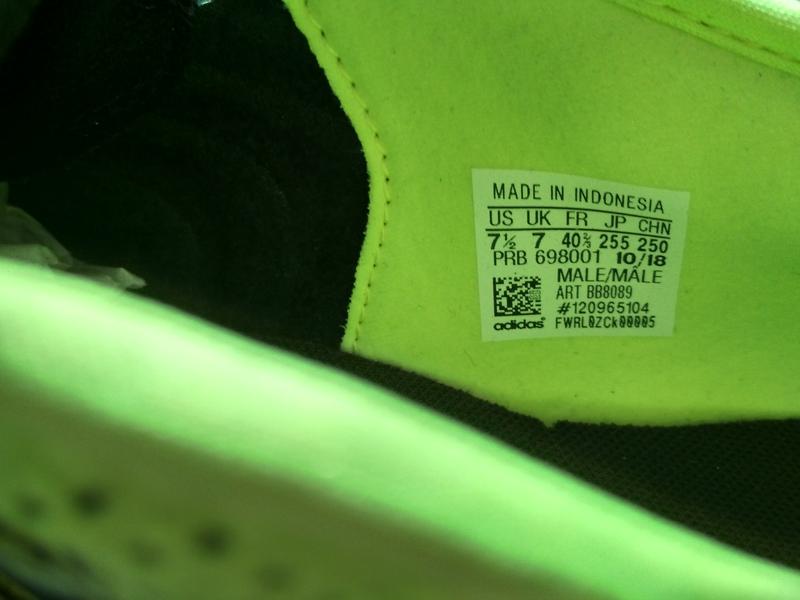 MADE IN INDONESIA
US UK FR JP CHN
7½ 7 40⅔ 255 250
PRB 698001 10/18
MALE/MÂLE
ART BB8089
#120965104
adidas FWRL0ZCk00005